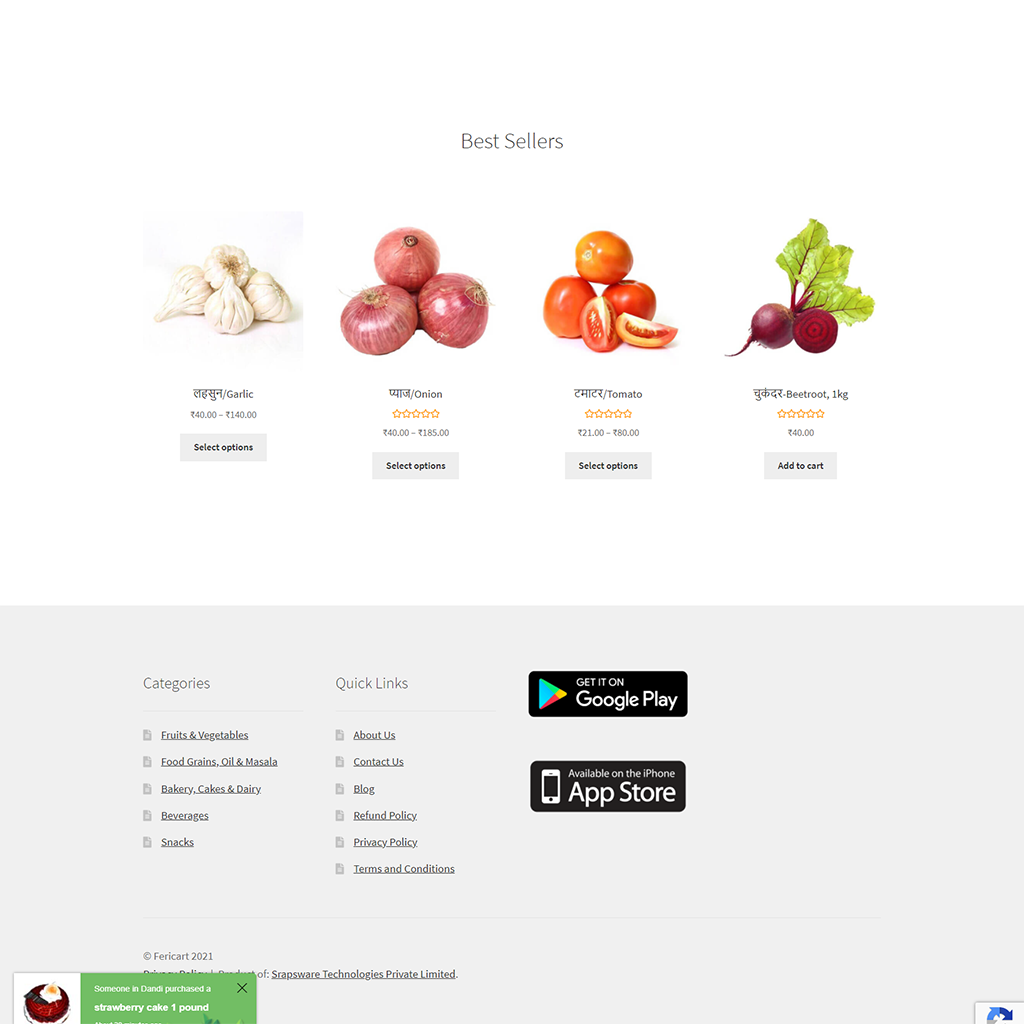 Best Sellers
लहसुन/Garlic
₹40.00 – ₹140.00
Select options
प्याज/Onion
₹40.00 – ₹185.00
Select options
टमाटर/Tomato
₹21.00 – ₹80.00
Select options
चुकंदर-Beetroot, 1kg
₹40.00
Add to cart
Categories
Fruits & Vegetables
Food Grains, Oil & Masala
Bakery, Cakes & Dairy
Beverages
Snacks
Quick Links
About Us
Contact Us
Blog
Refund Policy
Privacy Policy
Terms and Conditions
GET IT ON
Google Play
Available on the iPhone
App Store
© Fericart 2021
Privacy Policy | Product of: Srapsware Technologies Private Limited.
Someone in Dandi purchased a
strawberry cake 1 pound